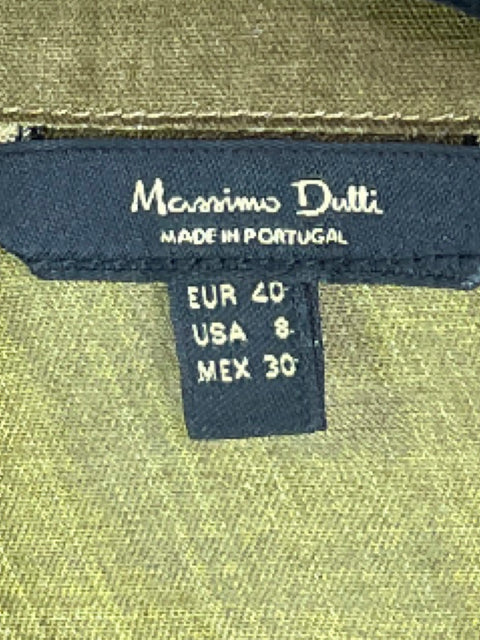 Massimo Dutti
MADE IN PORTUGAL
EUR 40
USA 8
MEX 30